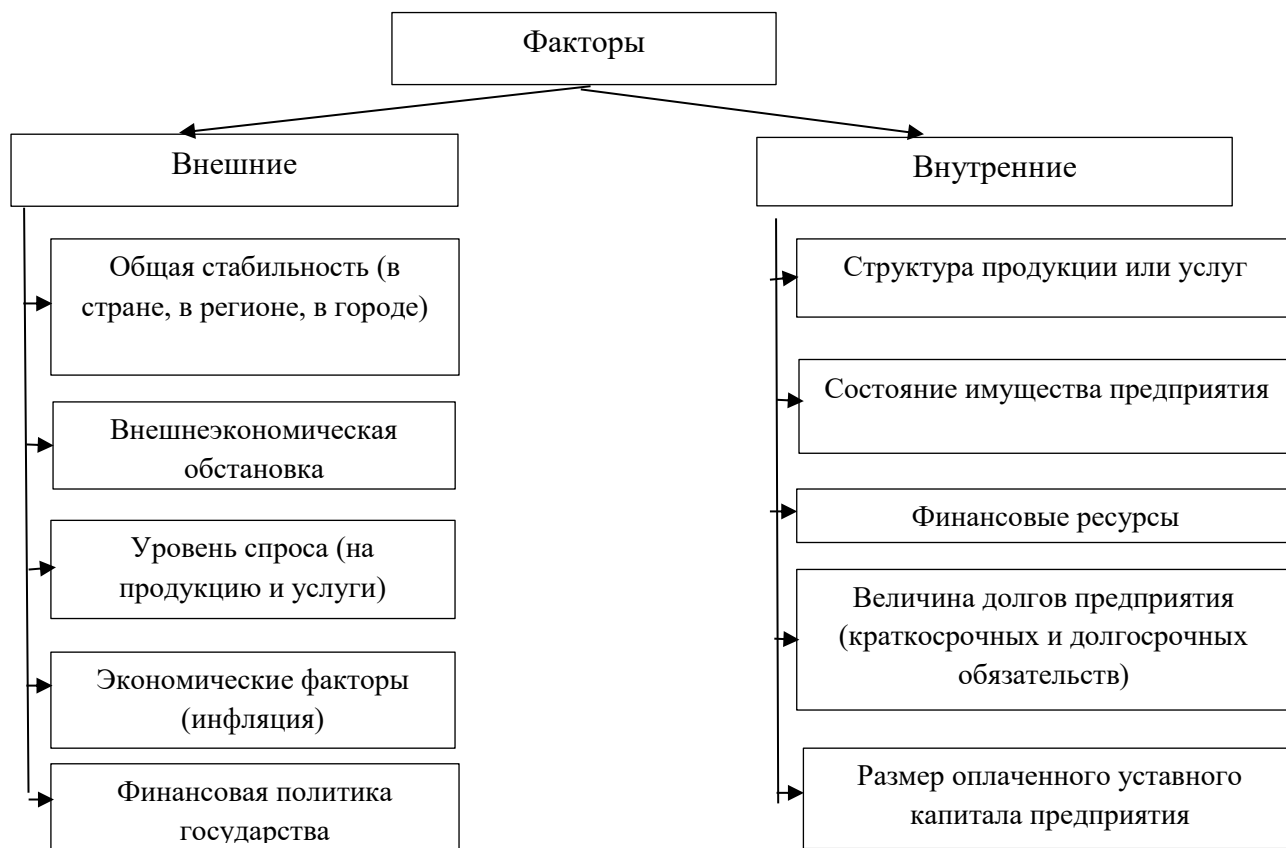 Факторы
Внешние
Общая стабильность (в
стране, в регионе, в городе)
Внешнеэкономическая
обстановка
Уровень спроса (на
продукцию и услуги)
Экономические факторы
(инфляция)
Финансовая политика
государства
Внутренние
Структура продукции или услуг
Состояние имущества предприятия
Финансовые ресурсы
Величина долгов предприятия
(краткосрочных и долгосрочных
обязательств)
Размер оплаченного уставного
капитала предприятия